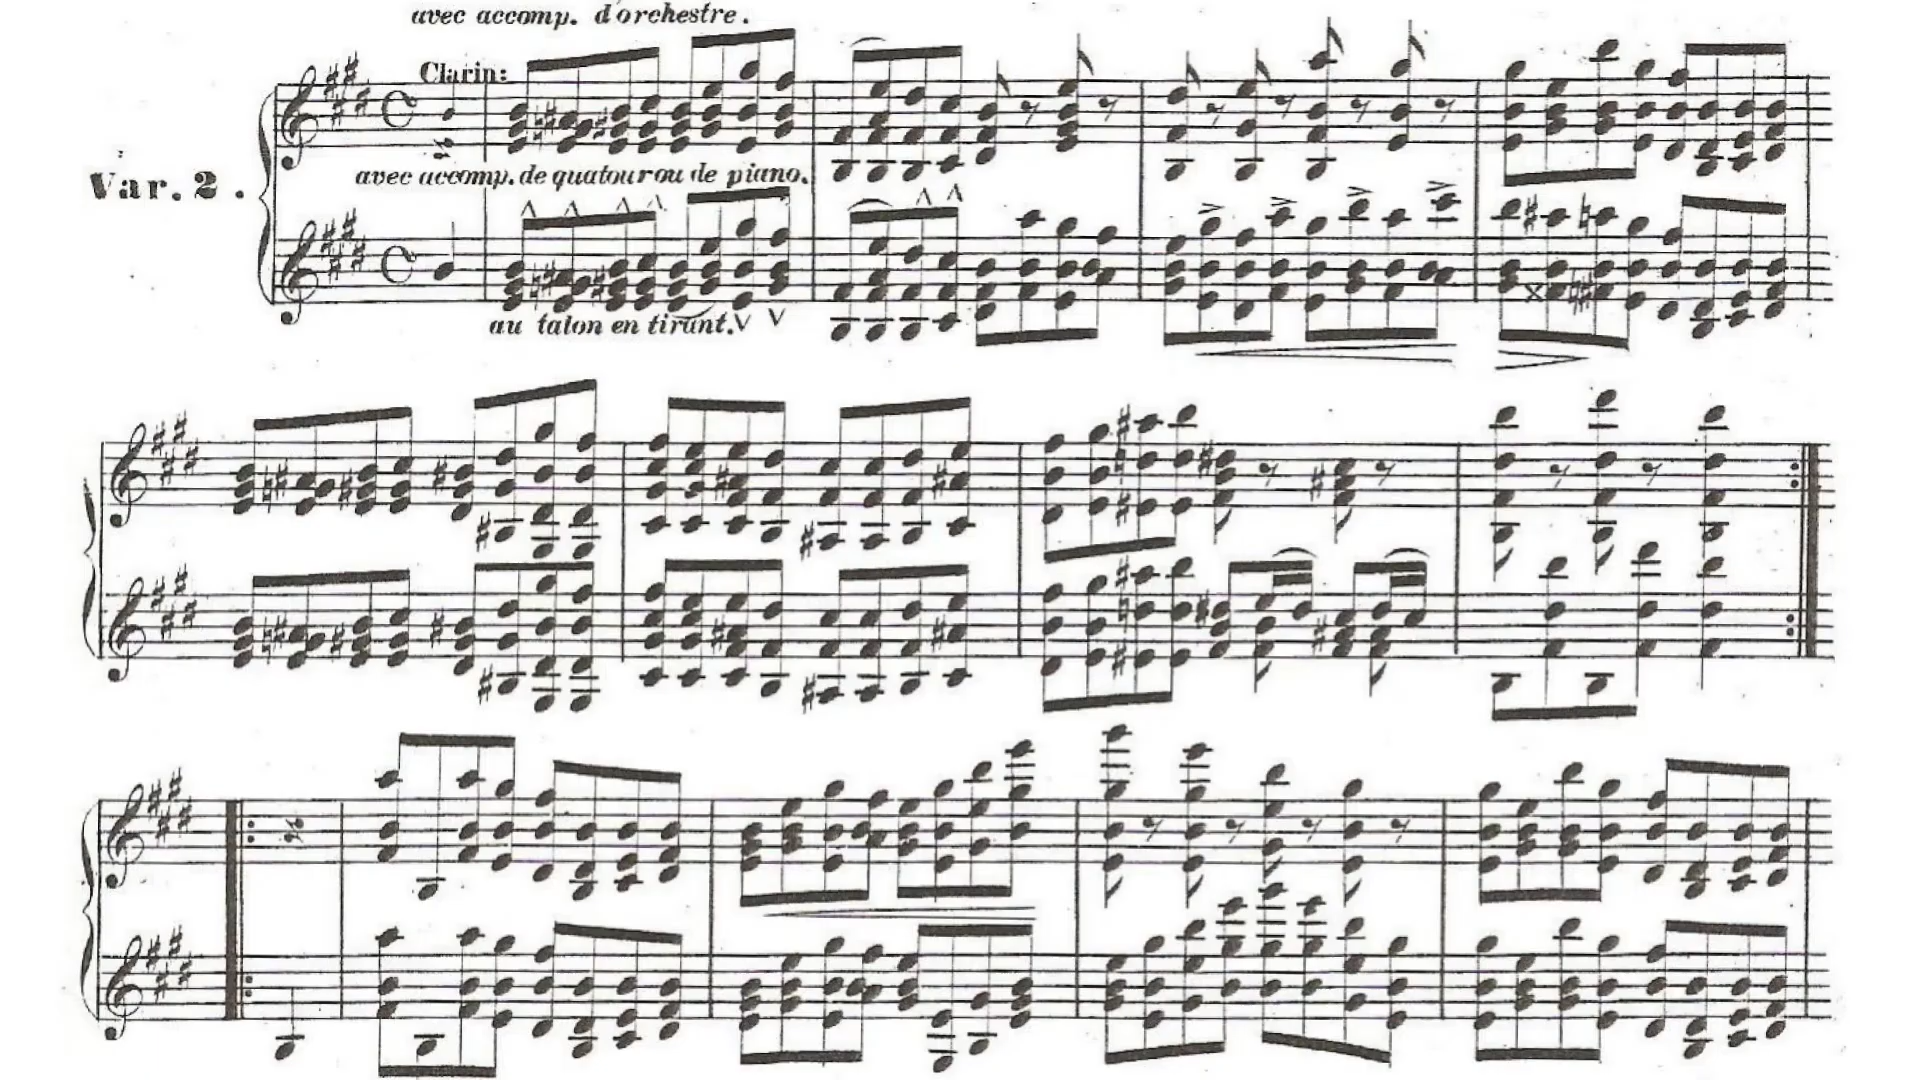 avec accomp. d'orchestre.
Clarin:
Var. 2.
avec accomp. de quatour ou de piano.
au talon en tirant.